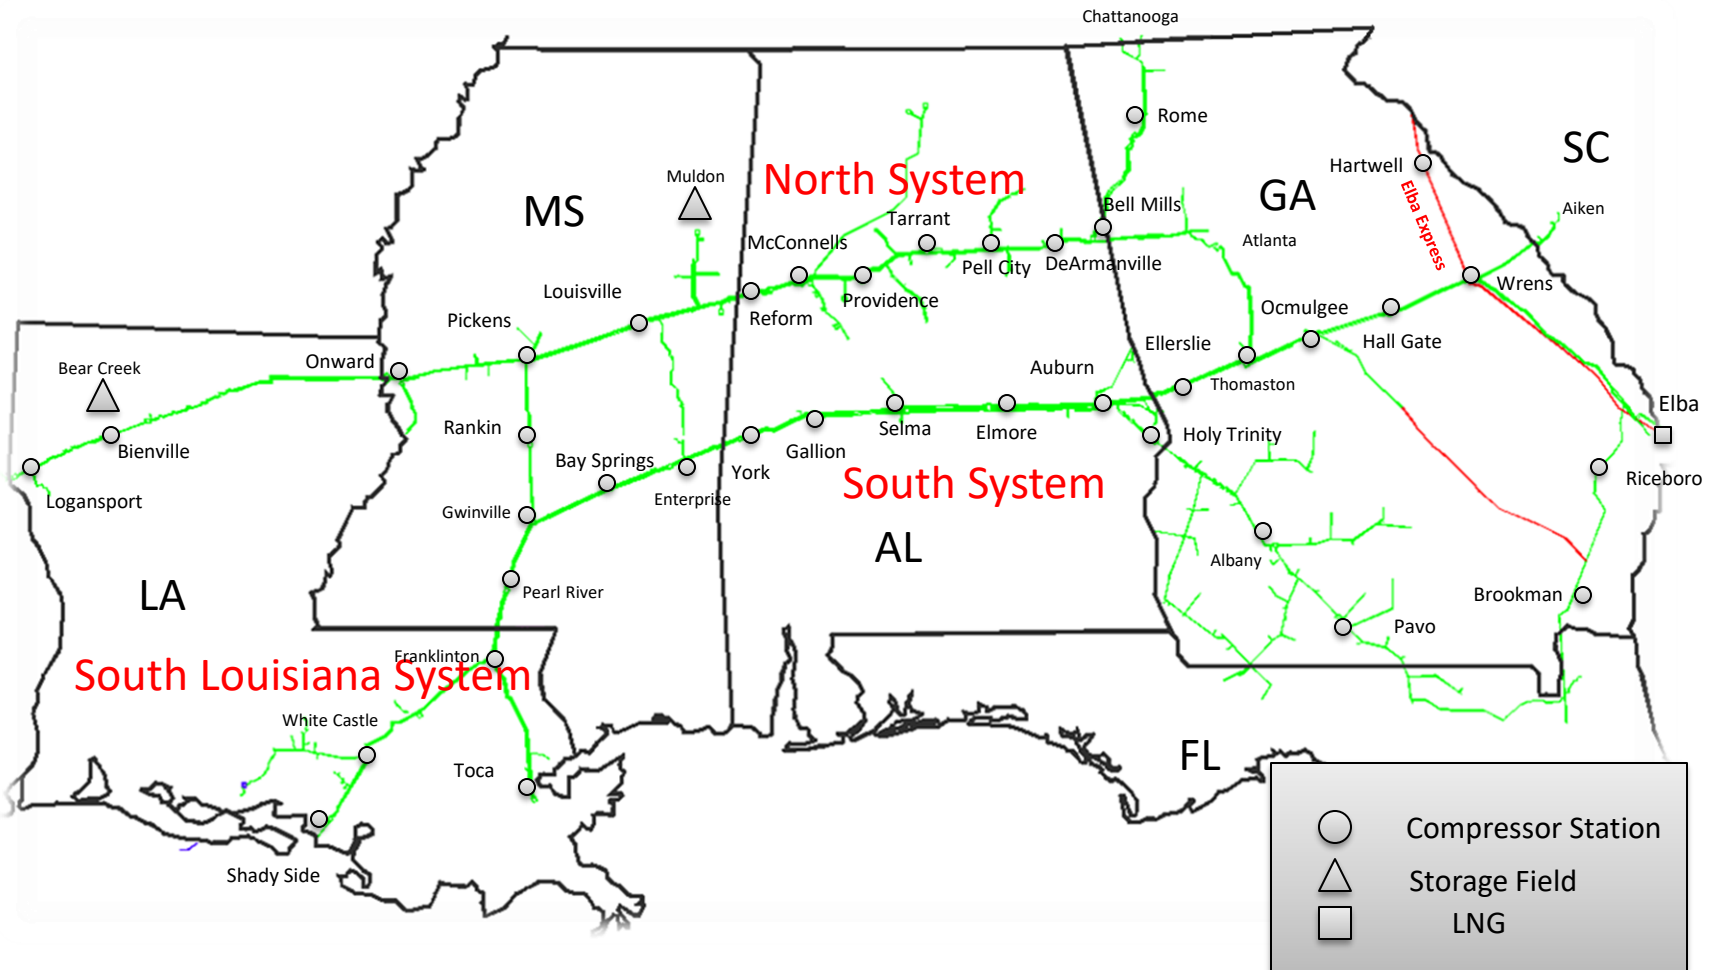 Chattanooga
Rome
SC
Hartwell
North System
Muldon
MS
GA
Elba Express
Aiken
Bell Mills
Tarrant
McConnells
Atlanta
Pell City
DeArmanville
Louisville
Providence
Wrens
Ocmulgee
Pickens
Reform
Hall Gate
Ellerslie
Onward
Bear Creek
Auburn
Thomaston
Elba
Rankin
Selma
Elmore
Holy Trinity
Bienville
Gallion
Bay Springs
York
South System
Riceboro
Logansport
Enterprise
Gwinville
AL
Albany
LA
Pearl River
Brookman
Pavo
Franklinton
South Louisiana System
White Castle
Toca
FL
Shady Side
Compressor Station
Storage Field
LNG